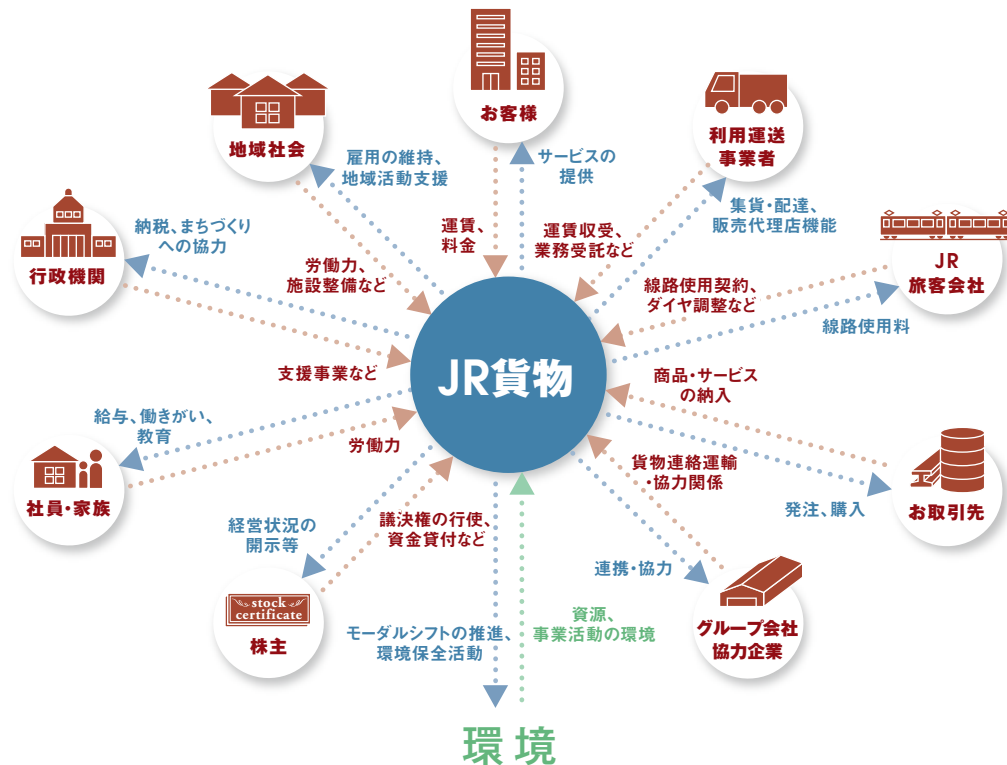 お客様
地域社会
利用運送
事業者
雇用の維持、
地域活動支援
サービスの
提供
納税、まちづくり
への協力
運賃、
料金
運賃収受、
業務受託など
集貨・配達、
販売代理店機能
行政機関
労働力、
施設整備など
線路使用契約、
ダイヤ調整など
JR
旅客会社
線路使用料
支援事業など
JR貨物
商品・サービス
の納入
給与、働きがい、
教育
労働力
社員・家族
貨物連絡運輸
・協力関係
発注、購入
お取引先
経営状況の
開示等
議決権の行使、
資金貸付など
連携・協力
stock
certificate
株主
モーダルシフトの推進、
環境保全活動
資源、
事業活動の環境
グループ会社
協力企業
環境